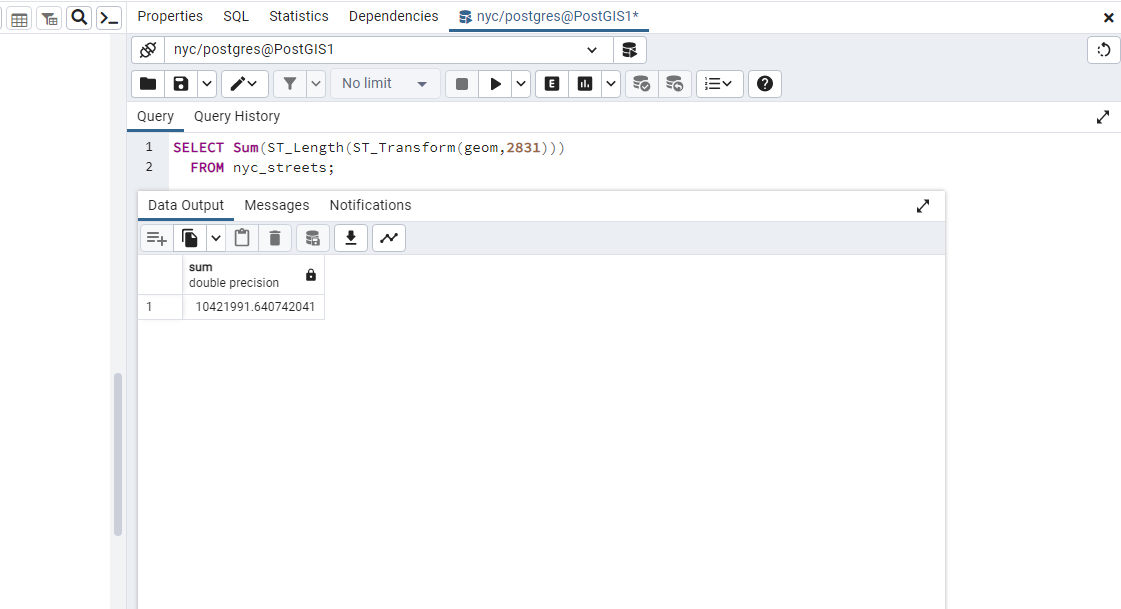 Properties SQL Statistics Dependencies nyc/postgres@PostGIS1*
nyc/postgres@PostGIS1
No limit
Query Query History
1 SELECT Sum(ST_Length(ST_Transform(geom,2831)))
2 FROM nyc_streets;
Data Output Messages Notifications
sum
double precision
1 10421991.640742041